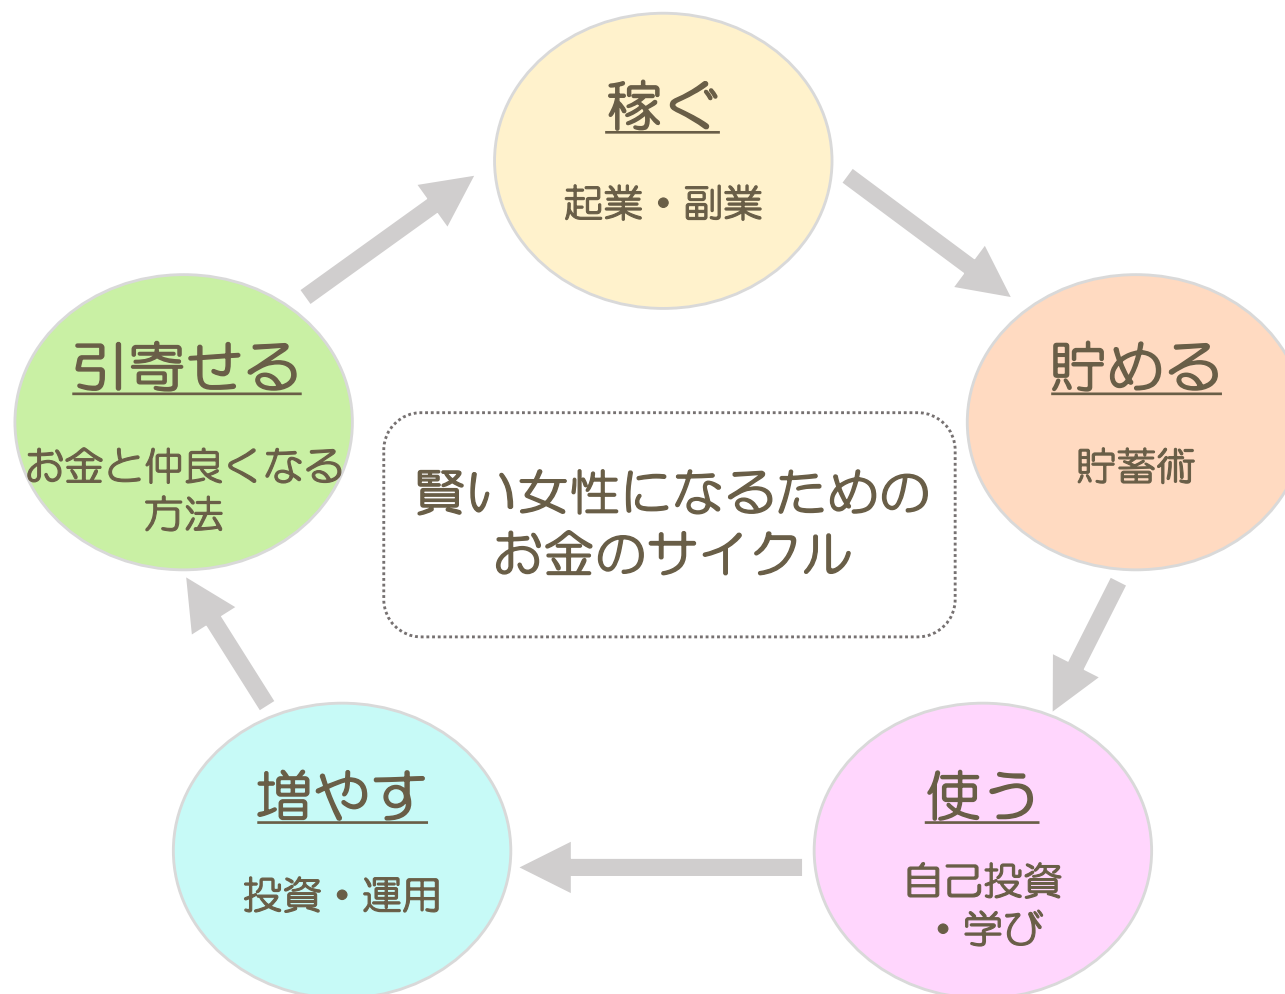 稼ぐ
起業・副業
引寄せる
お金と仲良くなる
方法
貯める
貯蓄術
賢い女性になるための
お金のサイクル
増やす
投資・運用
使う
自己投資
・学び